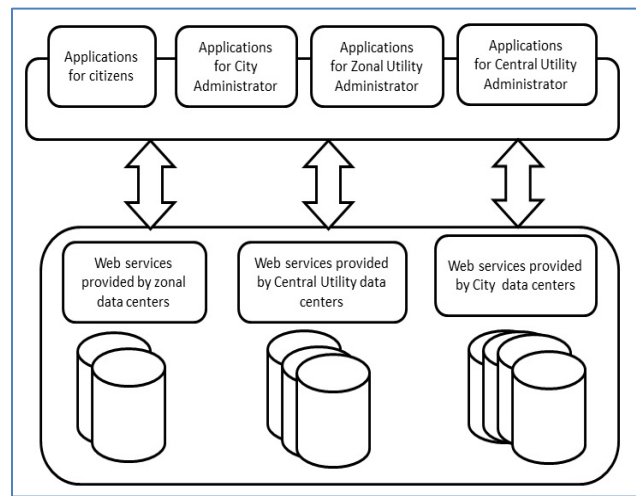 Applications
for citizens
Applications
for City
Administrator
Applications
for Zonal Utility
Administrator
Applications
for Central Utility
Administrator
Web services
provided by zonal
data centers
Web services provided
by Central Utility data
centers
Web services provided
by City data centers